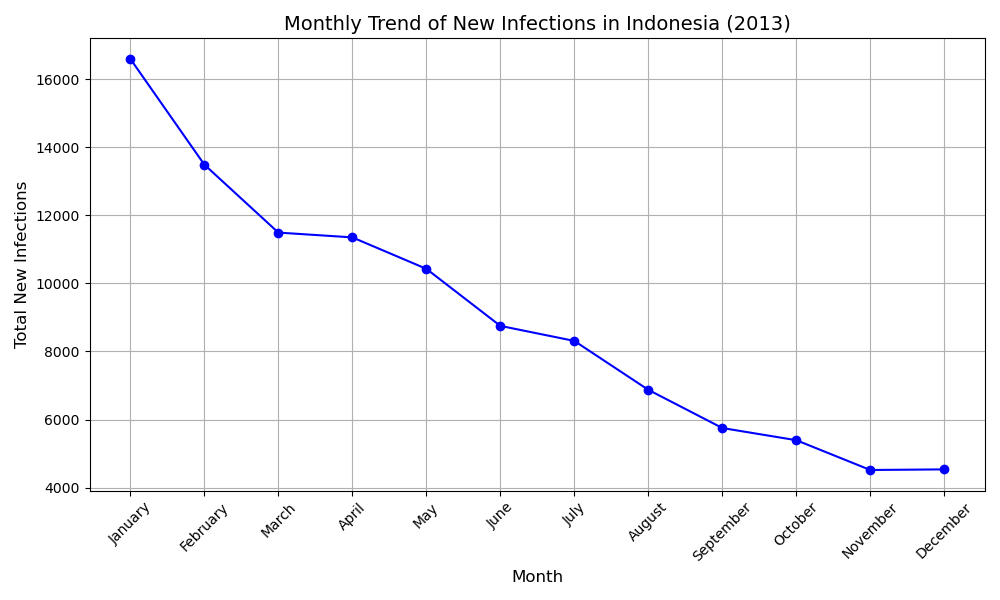 Monthly Trend of New Infections in Indonesia (2013)
Total New Infections
16000
14000
12000
10000
8000
6000
4000
January
February
March
April
May
June
July
August
September
October
November
December
Month